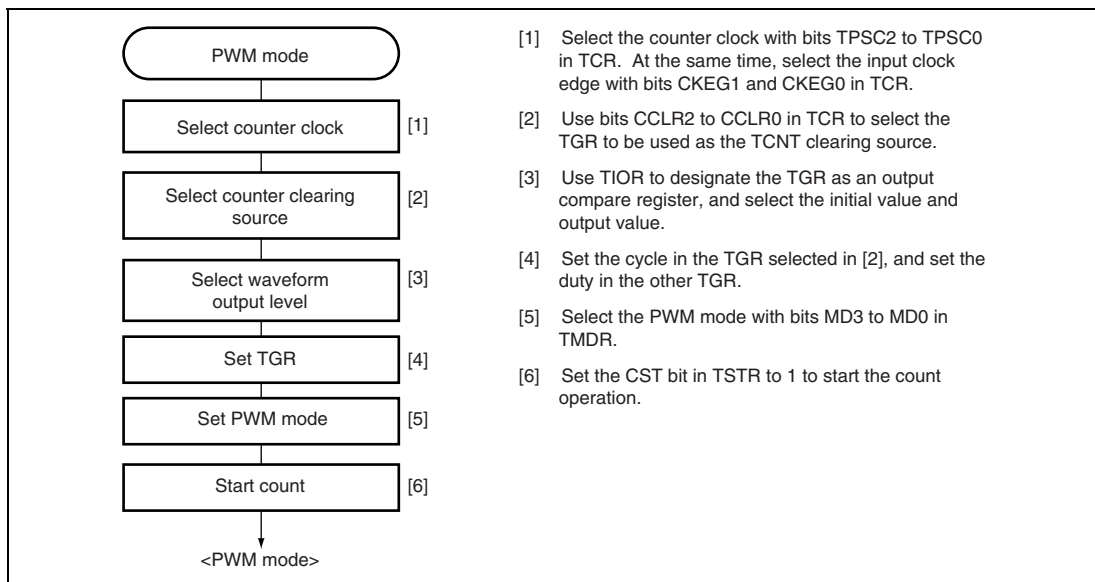 PWM mode
Select counter clock
[1]
Select counter clearing
source
[2]
Select waveform
output level
[3]
Set TGR
[4]
Set PWM mode
[5]
Start count
[6]
<PWM mode>
[1] Select the counter clock with bits TPSC2 to TPSC0
in TCR. At the same time, select the input clock
edge with bits CKEG1 and CKEG0 in TCR.
[2] Use bits CCLR2 to CCLR0 in TCR to select the
TGR to be used as the TCNT clearing source.
[3] Use TIOR to designate the TGR as an output
compare register, and select the initial value and
output value.
[4] Set the cycle in the TGR selected in [2], and set the
duty in the other TGR.
[5] Select the PWM mode with bits MD3 to MD0 in
TMDR.
[6] Set the CST bit in TSTR to 1 to start the count
operation.